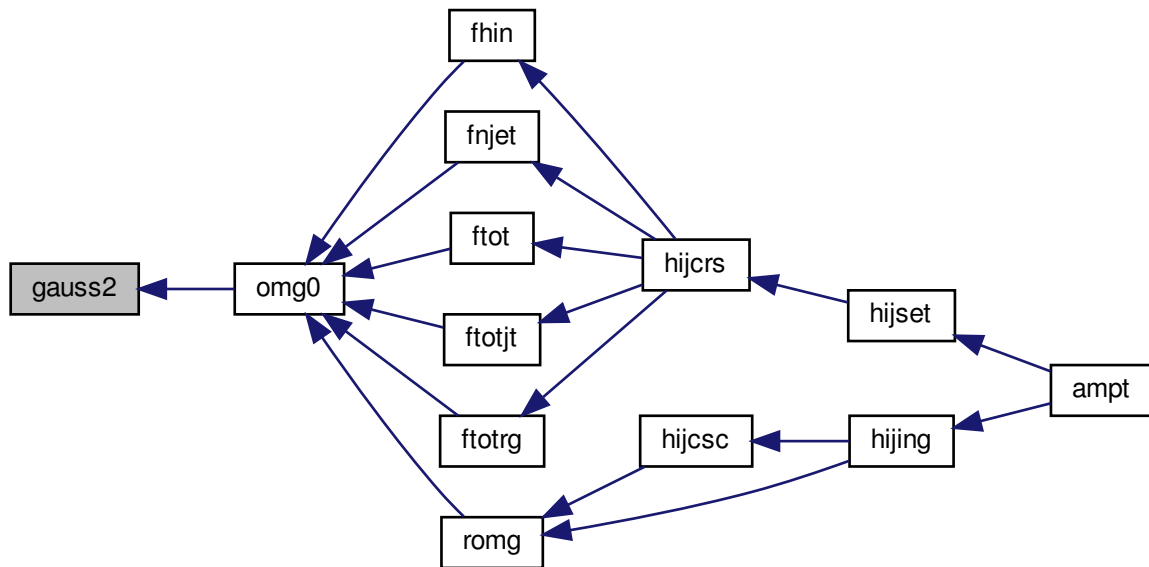 fhin
fnjet
ftot
hijcrs
gauss2
omg0
hijset
ftotjt
ampt
ftotrg
hijcsc
hijing
romg